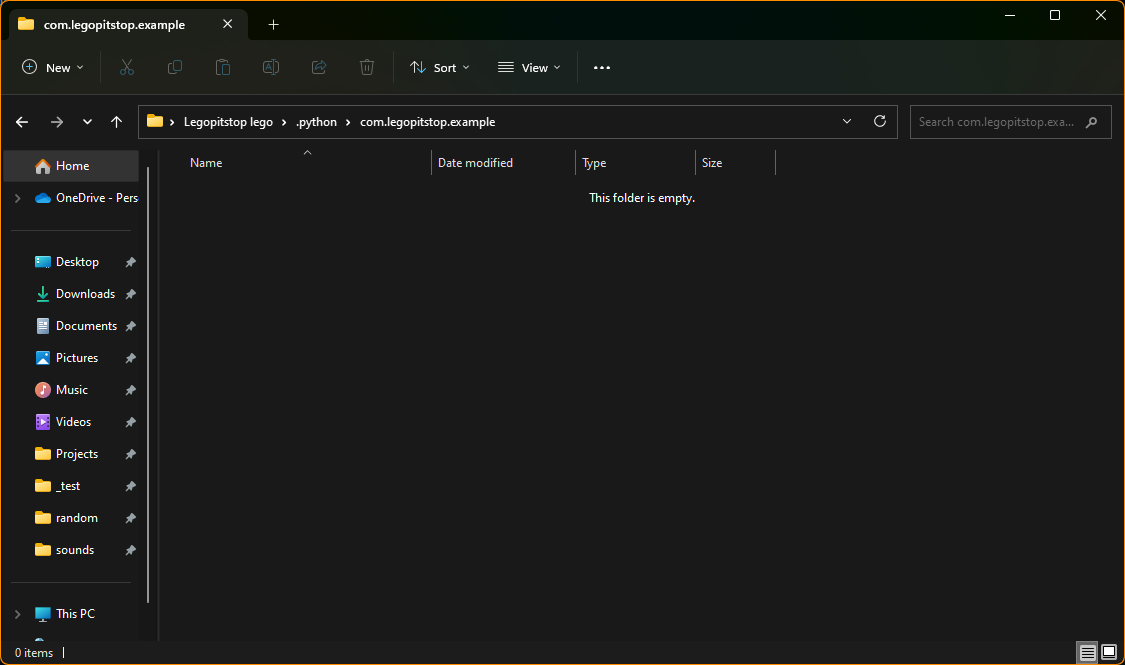 com.legopitstop.example
New Sort View
Legopitstop lego .python com.legopitstop.example Search com.legopitstop.exa...
Name Date modified Type Size
This folder is empty.
Home
OneDrive - Pers
Desktop
Downloads
Documents
Pictures
Music
Videos
Projects
_test
random
sounds
This PC
0 items